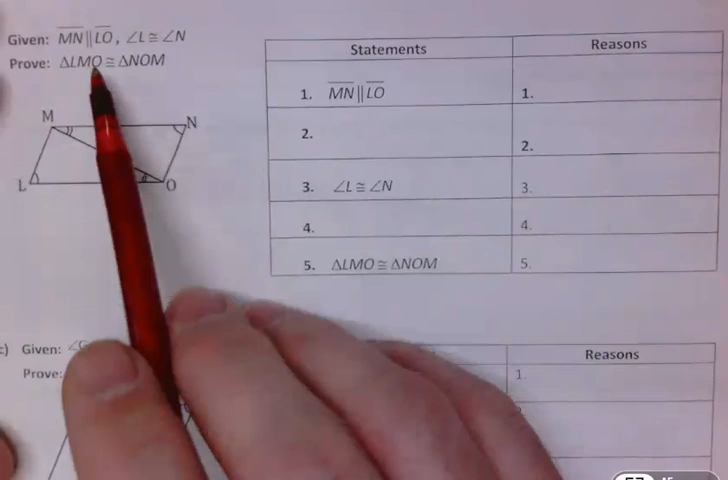 Given: MN || LO, ∠L ≅ ∠N
Prove: ΔLMO ≅ ΔNOM
M
N
L
O
Statements
Reasons
1. MN || LO
1.
2.
2.
3. ∠L ≅ ∠N
3.
4.
4.
5. ΔLMO ≅ ΔNOM
5.
c) Given:
Prove:
Reasons
1.